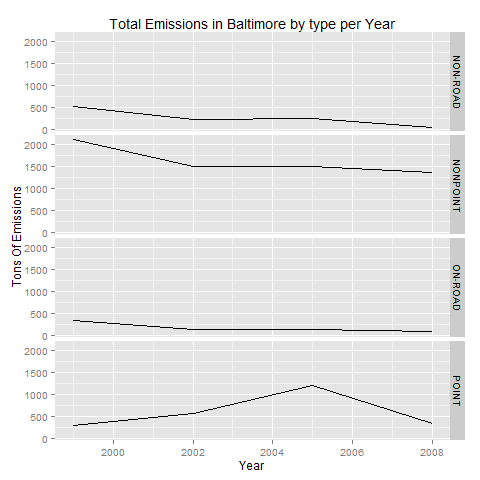 Total Emissions in Baltimore by type per Year
Tons Of Emissions
2000
1500
1000
500
0
NON-ROAD
2000
1500
1000
500
0
NONPOINT
2000
1500
1000
500
0
ON-ROAD
2000
1500
1000
500
0
POINT
2000 2002 2004 2006 2008
Year